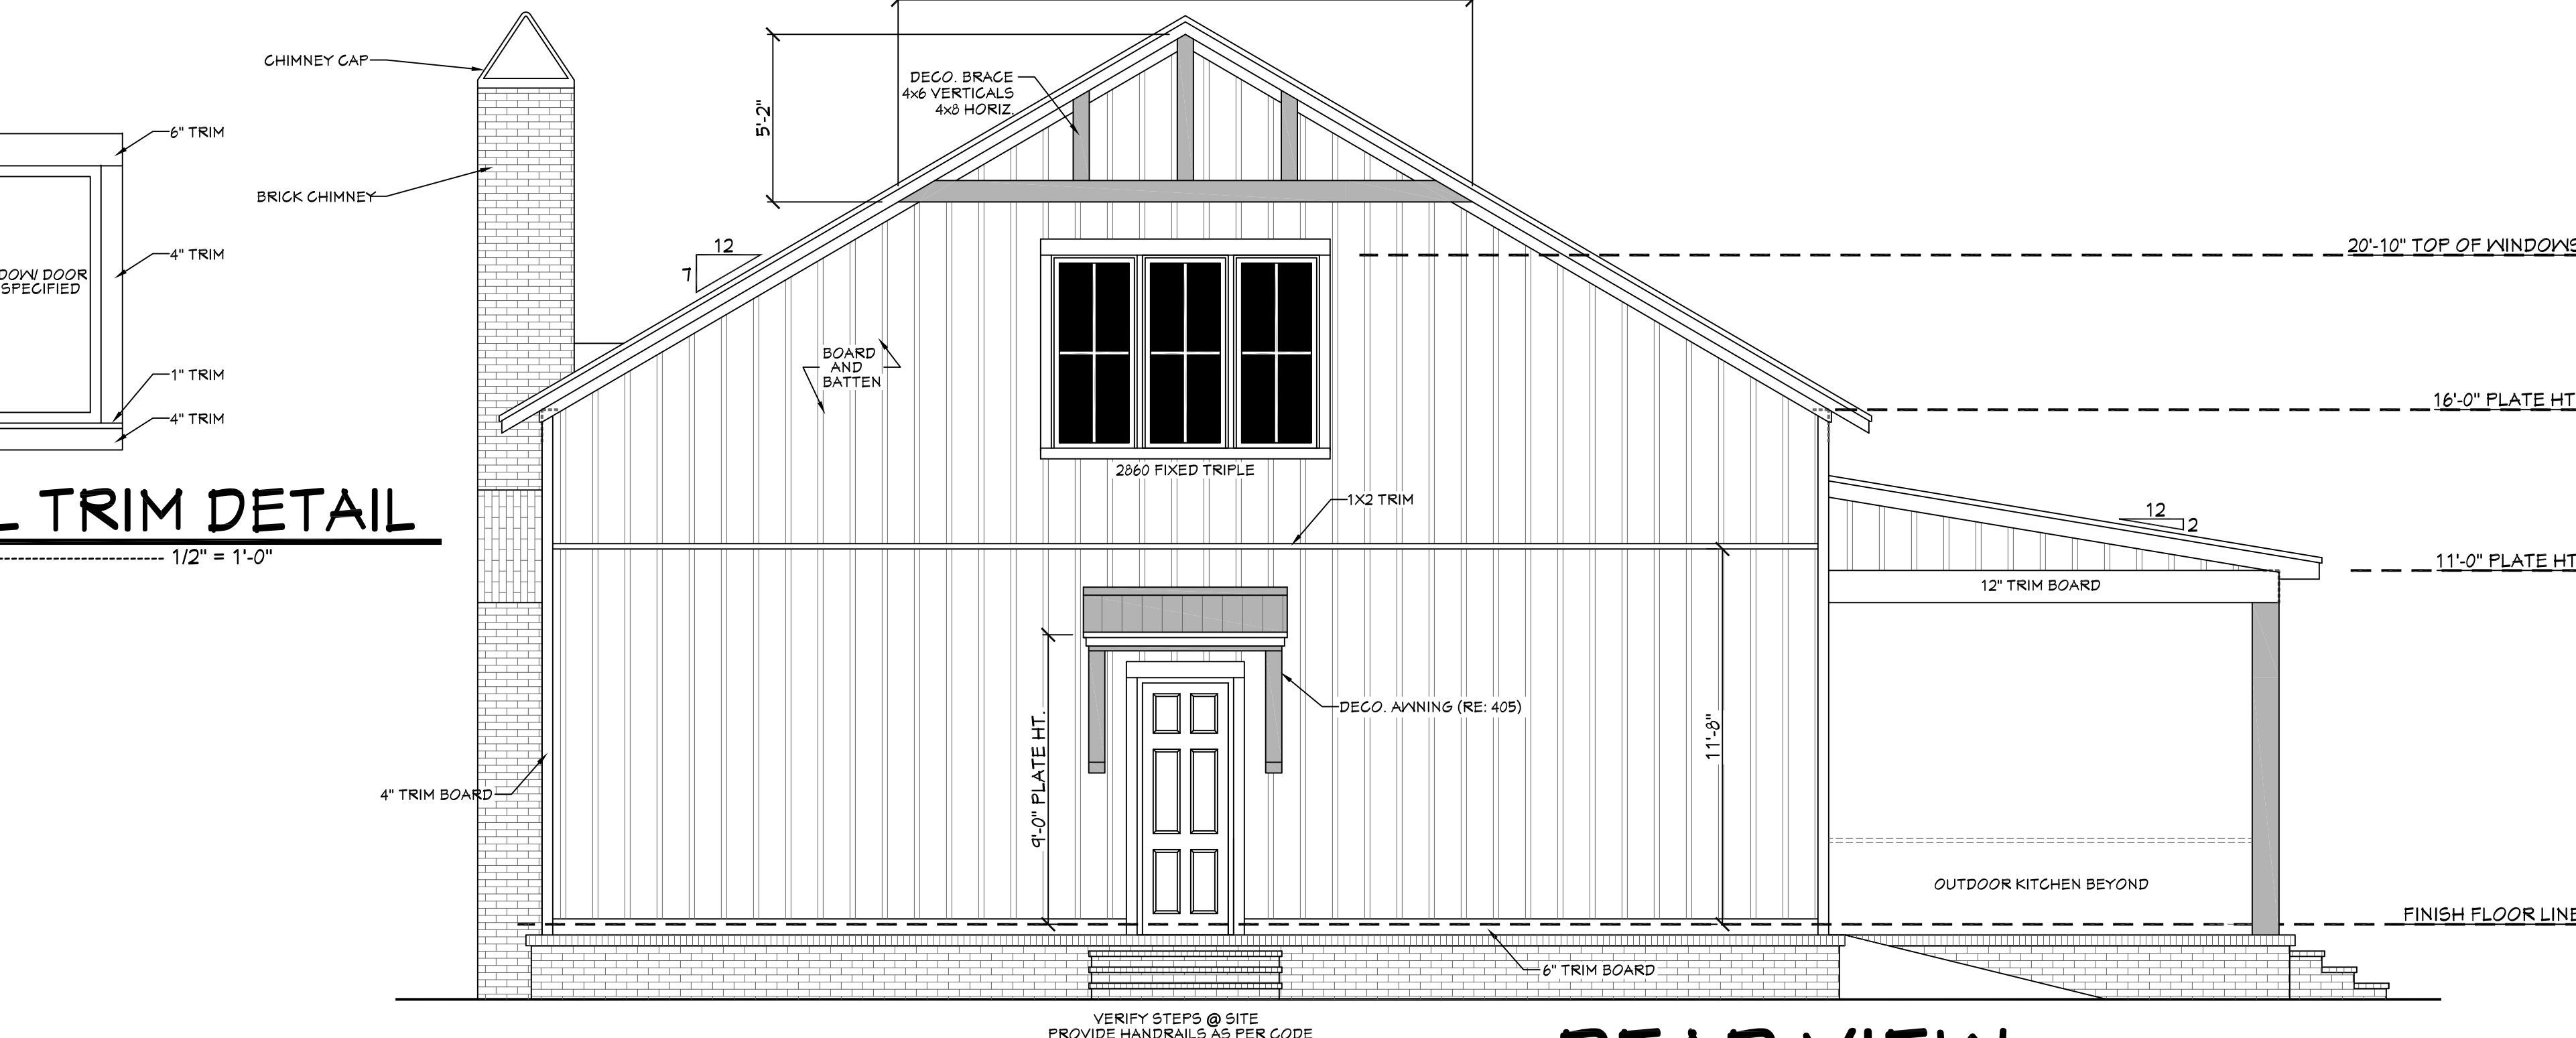 CHIMNEY CAP
DECO. BRACE
4x6 VERTICALS
4x8 HORIZ.
5'-2"
6" TRIM
BRICK CHIMNEY
12
7
20'-10" TOP OF WINDOWS
4" TRIM
DOOR
SPECIFIED
BOARD
AND
BATTEN
1" TRIM
4" TRIM
16'-0" PLATE HT
2860 FIXED TRIPLE
1X2 TRIM
TRIM DETAIL
1/2" = 1'-0"
12
2
11'-0" PLATE HT
12" TRIM BOARD
9'-0" PLATE HT.
DECO. AWNING (RE: 405)
11'-8"
4" TRIM BOARD
OUTDOOR KITCHEN BEYOND
FINISH FLOOR LINE
6" TRIM BOARD
VERIFY STEPS @ SITE
PROVIDE HANDRAILS AS PER CODE
REAR VIEW